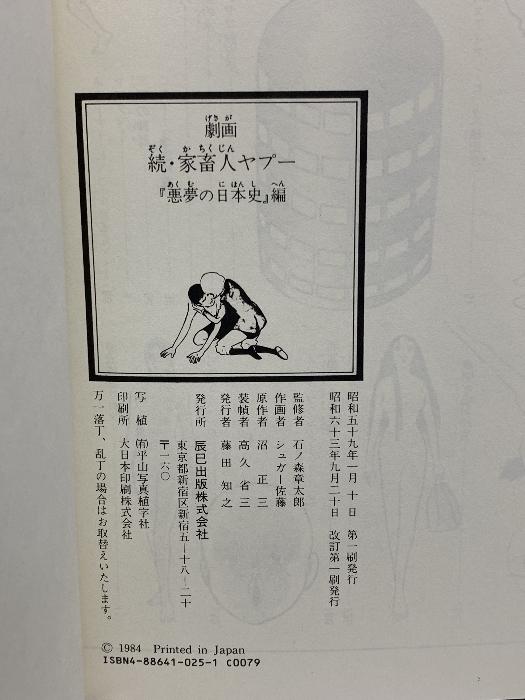 劇画
続・家畜人ヤプー
『悪夢の日本史』編
昭和五十九年一月十日 第一刷発行
昭和六十三年九月二十日 改訂第一刷発行
監修者 石ノ森章太郎
作画者 シュガー佐藤
原作者 沼正三
装幀者 高久省三
発行者 藤田知之
発行所 辰巳出版株式会社
東京都新宿区新宿五―十八―二十
〒一六〇
写植 ㈲平山写真植字社
印刷所 大日本印刷株式会社
万一落丁、乱丁の場合はお取替えいたします。
© 1984 Printed in Japan
ISBN4-88641-025-1 C0079